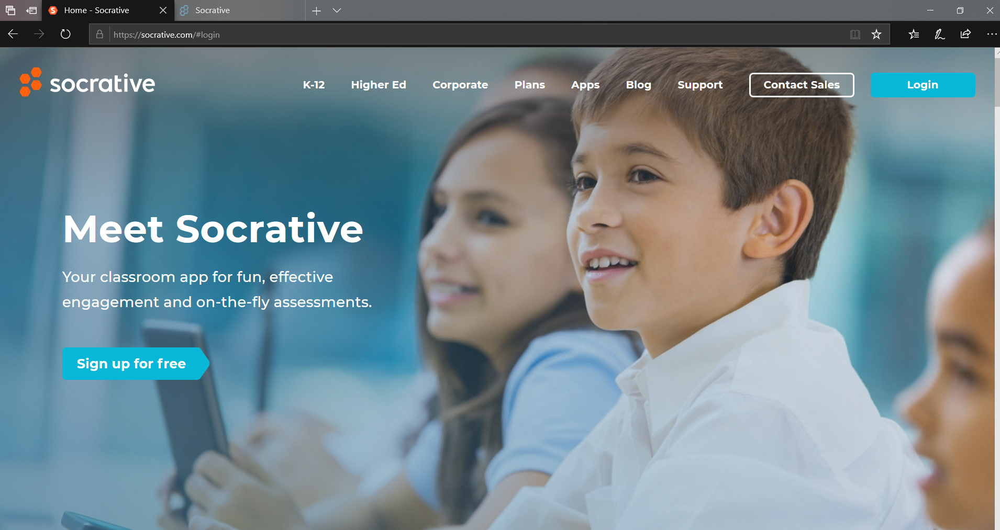 Home - Socrative
Socrative
https://socrative.com/#login
socrative
K-12 Higher Ed Corporate Plans Apps Blog Support Contact Sales Login
Meet Socrative
Your classroom app for fun, effective
engagement and on-the-fly assessments.
Sign up for free